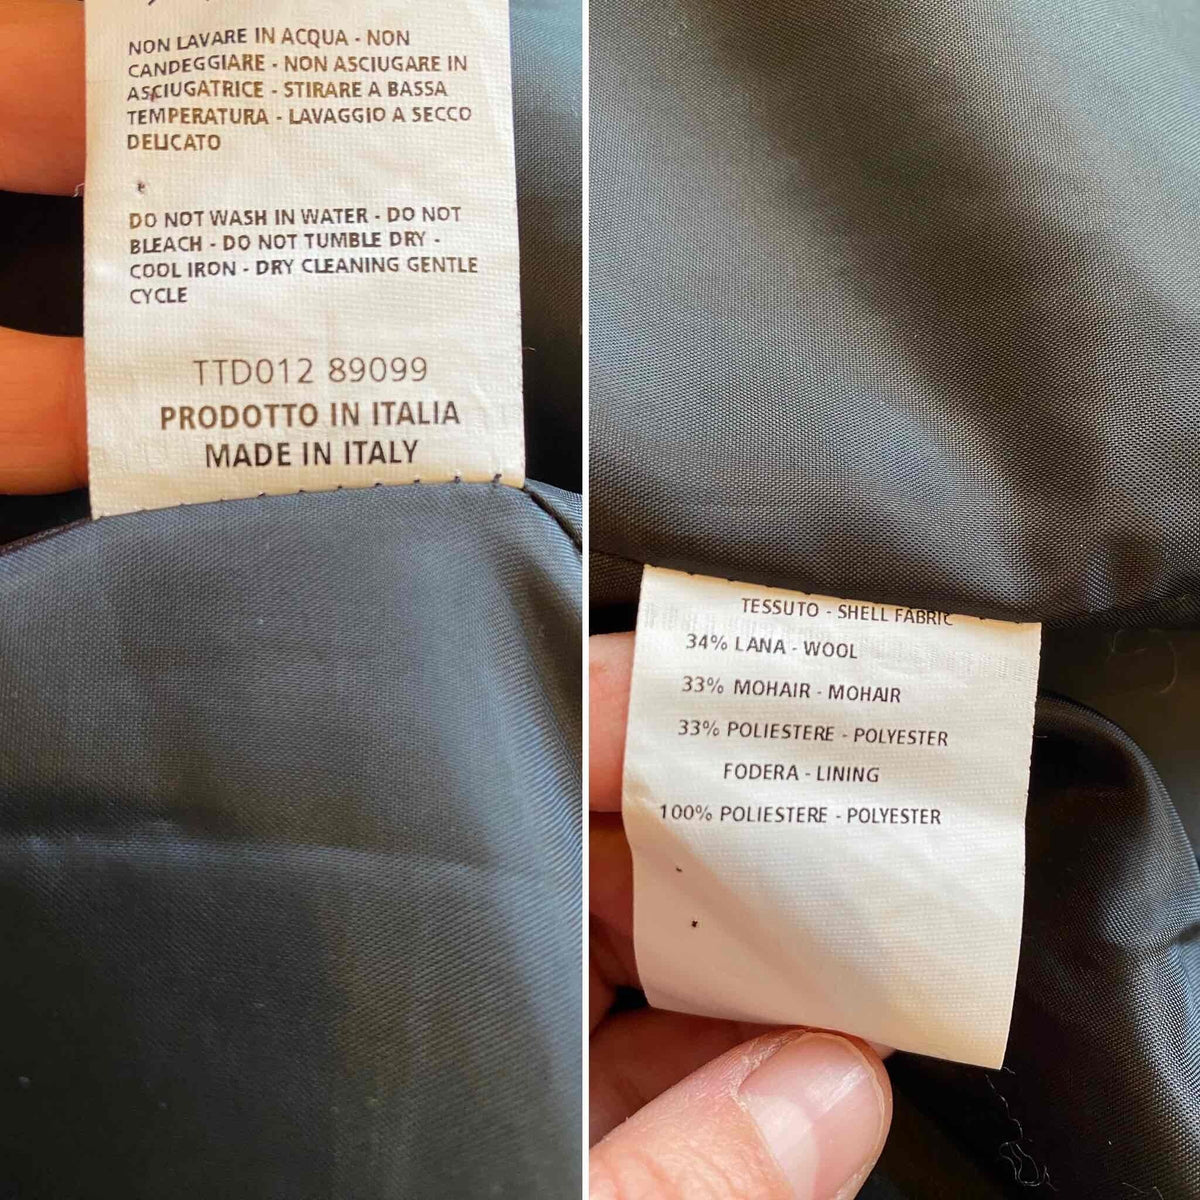 NON LAVARE IN ACQUA - NON
CANDEGGIARE - NON ASCIUGARE IN
ASCIUGATRICE - STIRARE A BASSA
TEMPERATURA - LAVAGGIO A SECCO
DELICATO
DO NOT WASH IN WATER - DO NOT
BLEACH - DO NOT TUMBLE DRY -
COOL IRON - DRY CLEANING GENTLE
CYCLE
TTD012 89099
PRODOTTO IN ITALIA
MADE IN ITALY
TESSUTO - SHELL FABRIC
34% LANA - WOOL
33% MOHAIR - MOHAIR
33% POLIESTERE - POLYESTER
FODERA - LINING
100% POLIESTERE - POLYESTER